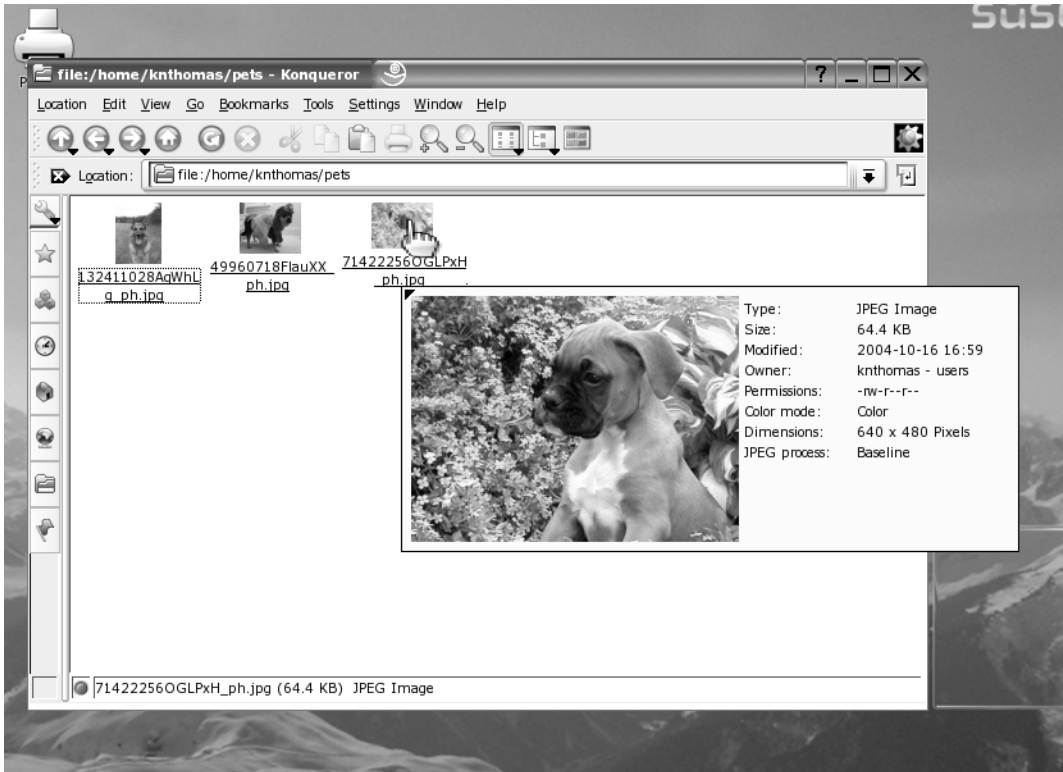 SuS
P
file:/home/knthomas/pets - Konqueror
Location Edit View Go Bookmarks Tools Settings Window Help
Location: file:/home/knthomas/pets
132411028AqWhL
q_ph.jpg
49960718FlauXX_
ph.jpg
71422256OGLPxH
ph.jpg
Type: JPEG Image
Size: 64.4 KB
Modified: 2004-10-16 16:59
Owner: knthomas - users
Permissions: -rw-r--r--
Color mode: Color
Dimensions: 640 x 480 Pixels
JPEG process: Baseline
71422256OGLPxH_ph.jpg (64.4 KB) JPEG Image